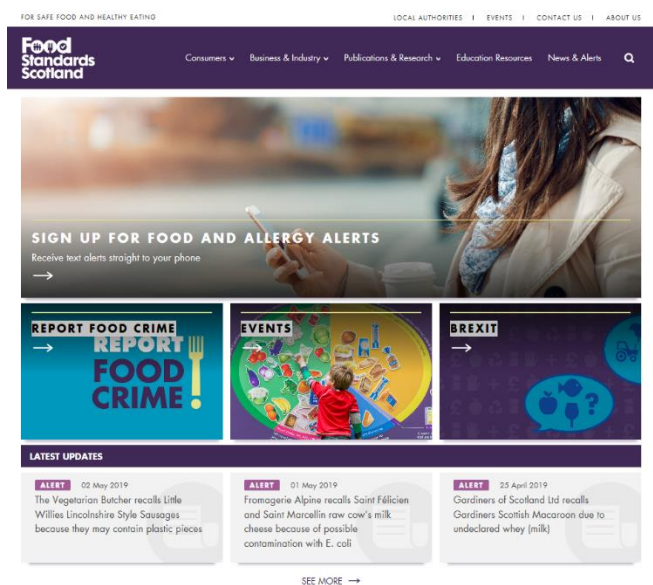 FOR SAFE FOOD AND HEALTHY EATING
LOCAL AUTHORITIES I EVENTS I CONTACT US I ABOUT US
Food
Standards
Scotland
Consumers Business & Industry Publications & Research Education Resources News & Alerts
SIGN UP FOR FOOD AND ALLERGY ALERTS
Receive text alerts straight to your phone
REPORT FOOD CRIME
REPORT
FOOD
CRIME!
EVENTS
BREXIT
?
LATEST UPDATES
ALERT 02 May 2019
The Vegetarian Butcher recalls Little
Willies Lincolnshire Style Sausages
because they may contain plastic pieces
ALERT 01 May 2019
Fromagerie Alpine recalls Saint Félicien
and Saint Marcellin raw cow's milk
cheese because of possible
contamination with E. coli
ALERT 25 April 2019
Gardiners of Scotland Ltd recalls
Gardiners Scottish Macaroon due to
undeclared whey (milk)
SEE MORE →